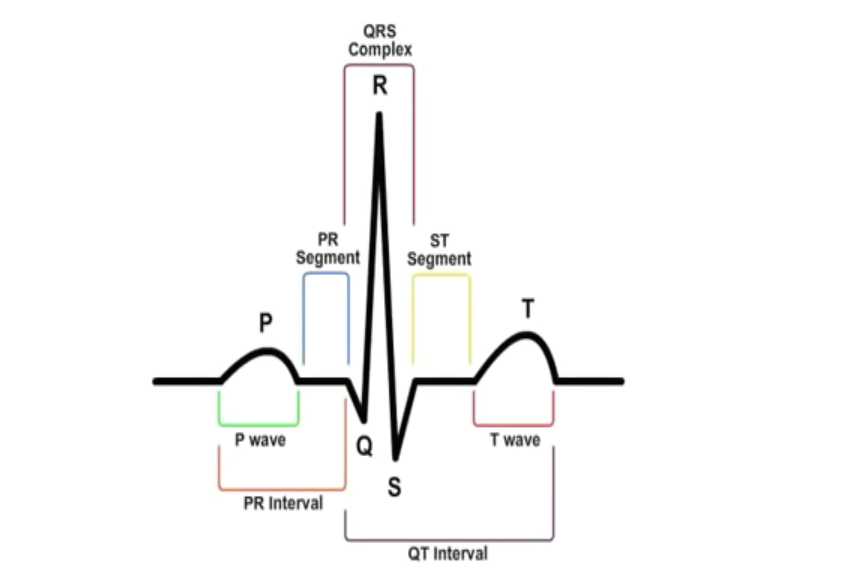 QRS
Complex
R
PR
Segment
ST
Segment
P
T
P wave
Q
T wave
S
PR Interval
QT Interval